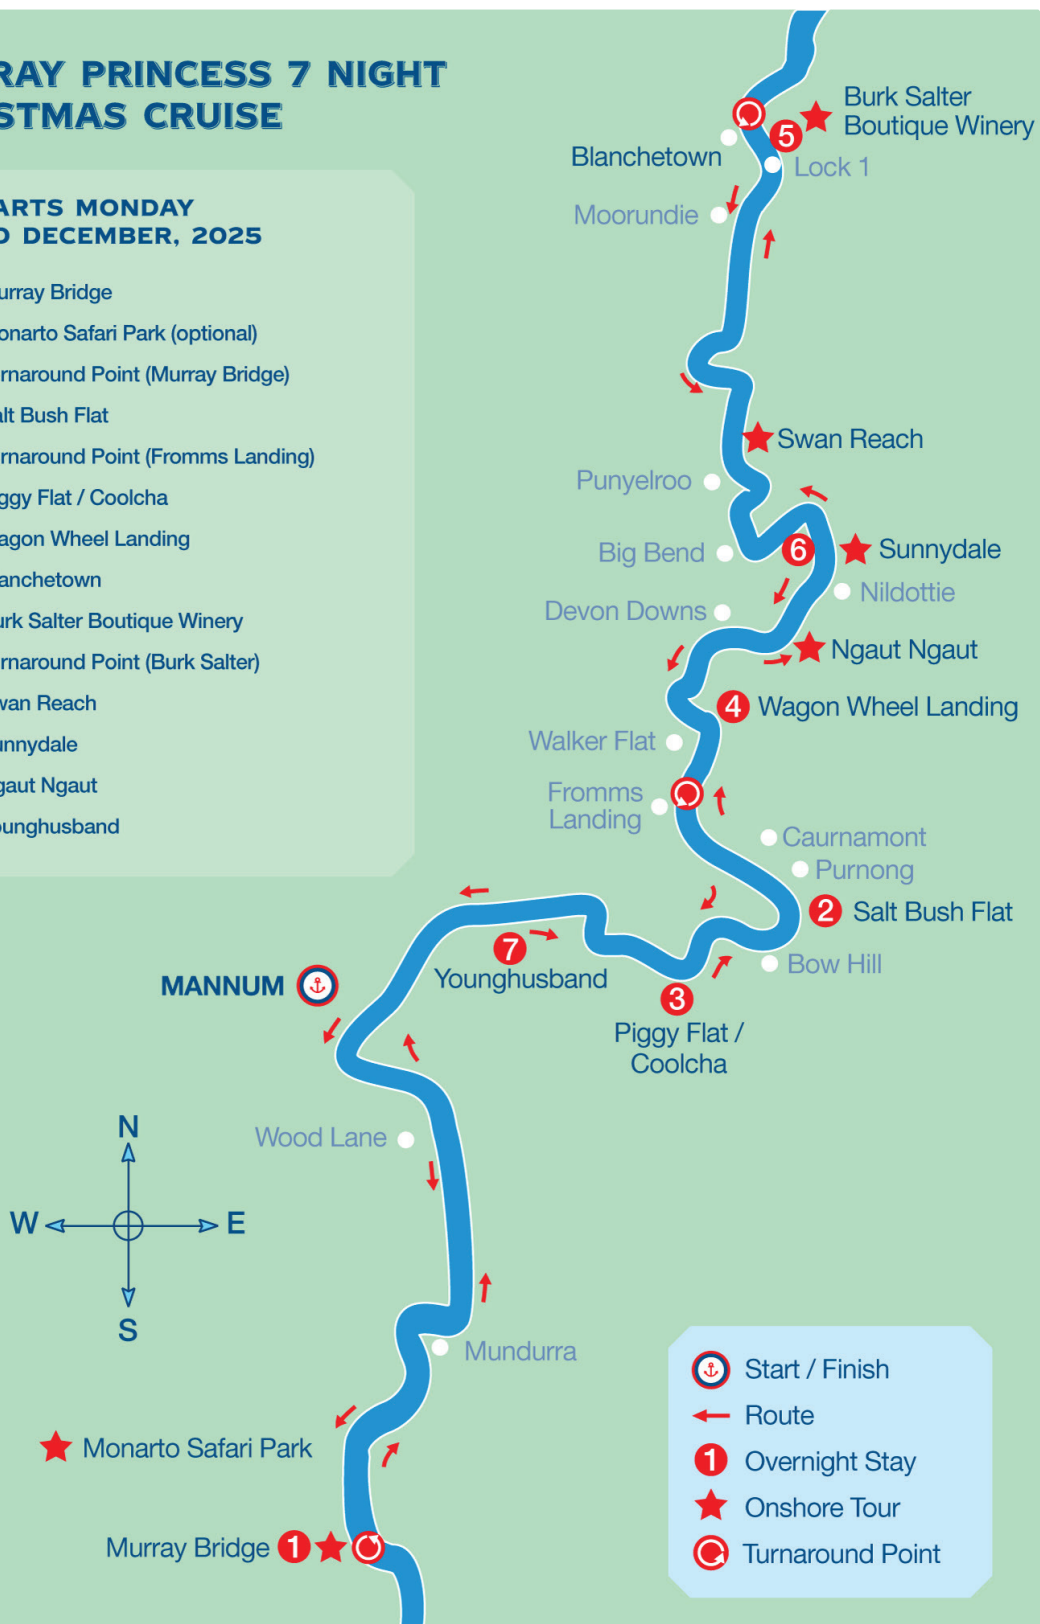 RAY PRINCESS 7 NIGHT
STMAS CRUISE
ARTS MONDAY
D DECEMBER, 2025
urray Bridge
onarto Safari Park (optional)
rnaround Point (Murray Bridge)
alt Bush Flat
rnaround Point (Fromms Landing)
ggy Flat / Coolcha
agon Wheel Landing
anchetown
urk Salter Boutique Winery
rnaround Point (Burk Salter)
wan Reach
unnydale
gaut Ngaut
ounghusband
Burk Salter
Boutique Winery
5
Blanchetown
Lock 1
Moorundie
Swan Reach
Punyelroo
Big Bend
6
Sunnydale
Nildottie
Devon Downs
Ngaut Ngaut
4 Wagon Wheel Landing
Walker Flat
Fromms
Landing
Caurnamont
Purnong
2 Salt Bush Flat
Bow Hill
7
Younghusband
MANNUM
3
Piggy Flat /
Coolcha
N
Wood Lane
W E
S
Mundurra
Monarto Safari Park
Murray Bridge 1
Start / Finish
Route
1 Overnight Stay
Onshore Tour
Turnaround Point